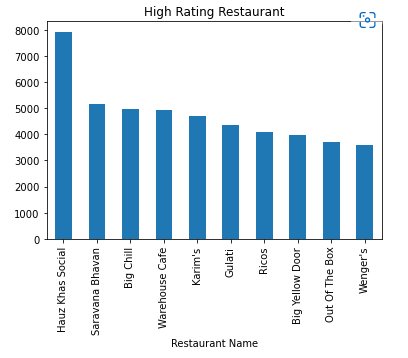 High Rating Restaurant
8000
7000
6000
5000
4000
3000
2000
1000
0
Hauz Khas Social
Saravana Bhavan
Big Chill
Warehouse Cafe
Karim's
Gulati
Ricos
Big Yellow Door
Out Of The Box
Wenger's
Restaurant Name